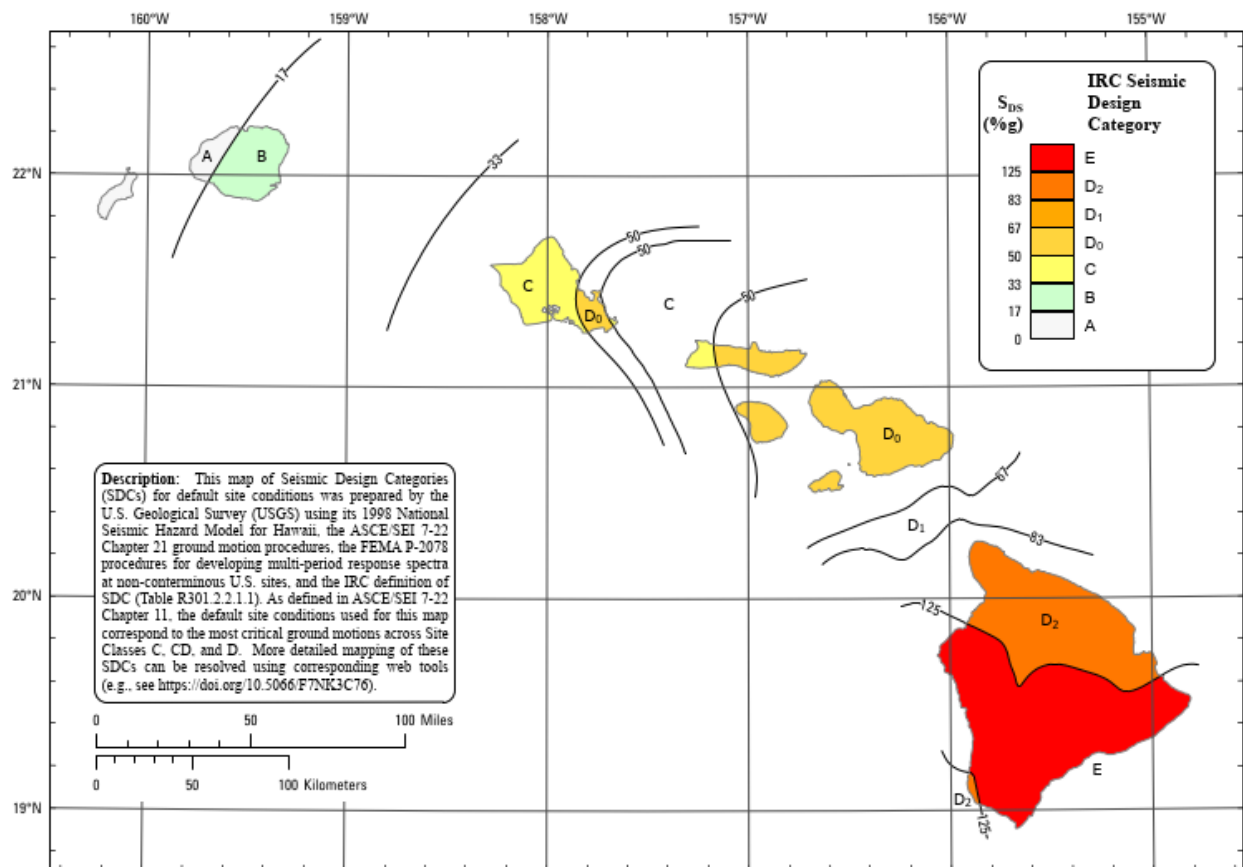 160°W 159°W 158°W 157°W 156°W 155°W
22°N
21°N
20°N
19°N
17
A
B
33
50
50
50
C
D0
C
D0
67
D1
83
125
D2
E
D2
125
IRC Seismic
Design
Category
SDS
(%g)
E
125
D2
83
D1
67
D0
50
C
33
B
17
A
0
Description: This map of Seismic Design Categories
(SDCs) for default site conditions was prepared by the
U.S. Geological Survey (USGS) using its 1998 National
Seismic Hazard Model for Hawaii, the ASCE/SEI 7-22
Chapter 21 ground motion procedures, the FEMA P-2078
procedures for developing multi-period response spectra
at non-conterminous U.S. sites, and the IRC definition of
SDC (Table R301.2.2.1.1). As defined in ASCE/SEI 7-22
Chapter 11, the default site conditions used for this map
correspond to the most critical ground motions across Site
Classes C, CD, and D. More detailed mapping of these
SDCs can be resolved using corresponding web tools
(e.g., see https://doi.org/10.5066/F7NK3C76).
0 50 100 Miles
0 50 100 Kilometers